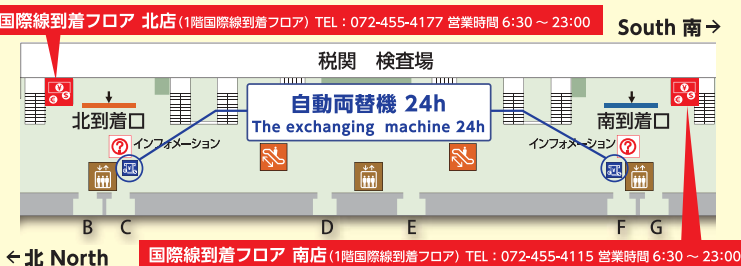 国際線到着フロア 北店(1階国際線到着フロア) TEL：072-455-4177 営業時間 6:30 ～ 23:00
South 南→
税関 検査場
自動両替機 24h
The exchanging machine 24h
北到着口
南到着口
インフォメーション
インフォメーション
B C D E F G
←北 North
国際線到着フロア 南店(1階国際線到着フロア) TEL：072-455-4115 営業時間 6:30 ～ 23:00